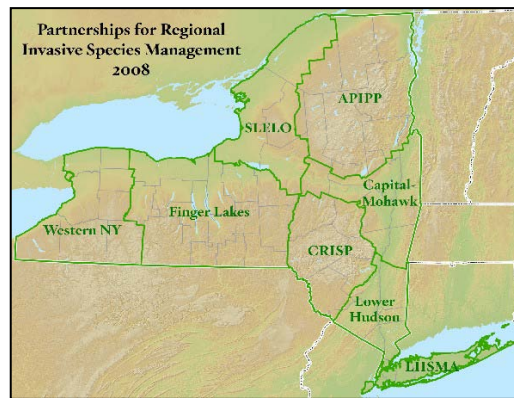 Partnerships for Regional
Invasive Species Management
2008
APIPP
SLELO
Capital-
Mohawk
Western NY
Finger Lakes
CRISP
Lower
Hudson
LIISMA